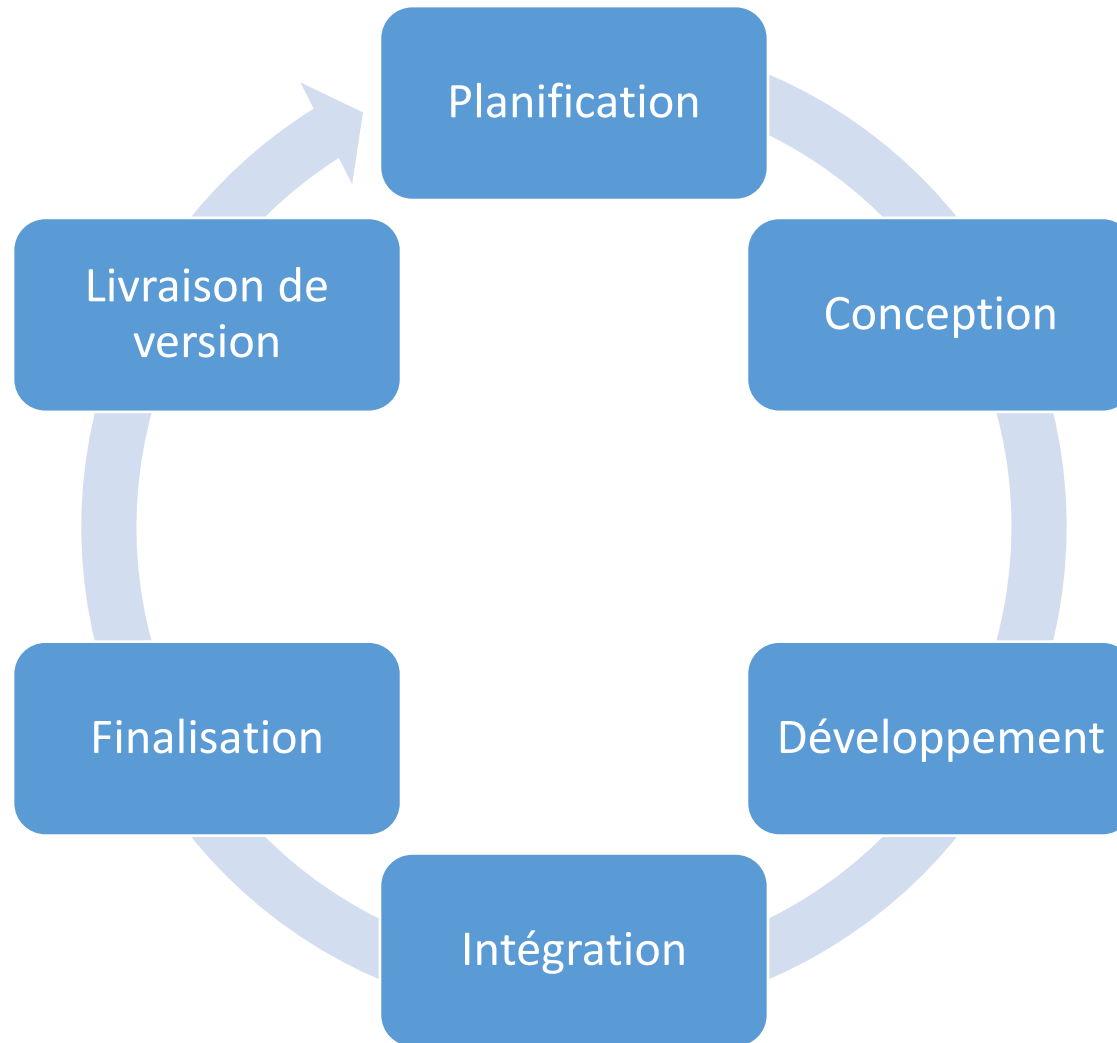 Planification
Conception
Développement
Intégration
Finalisation
Livraison de
version